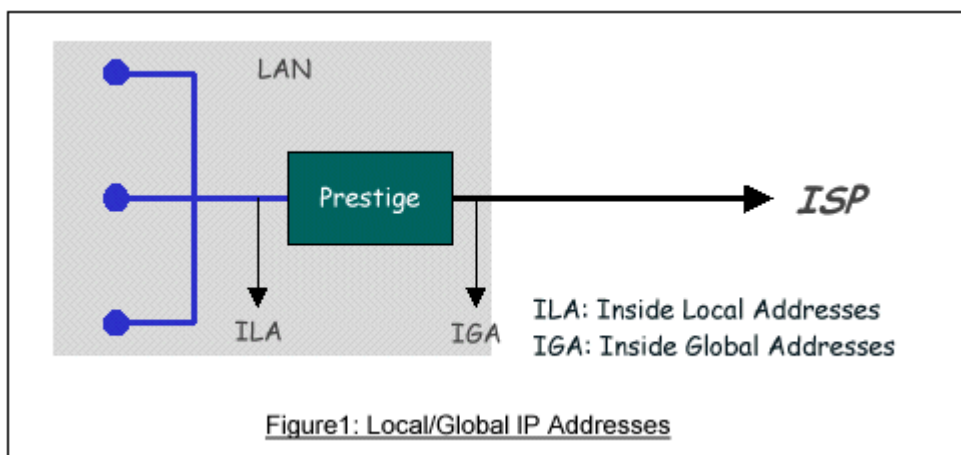 LAN
Prestige
ISP
ILA
IGA
ILA: Inside Local Addresses
IGA: Inside Global Addresses
Figure1: Local/Global IP Addresses